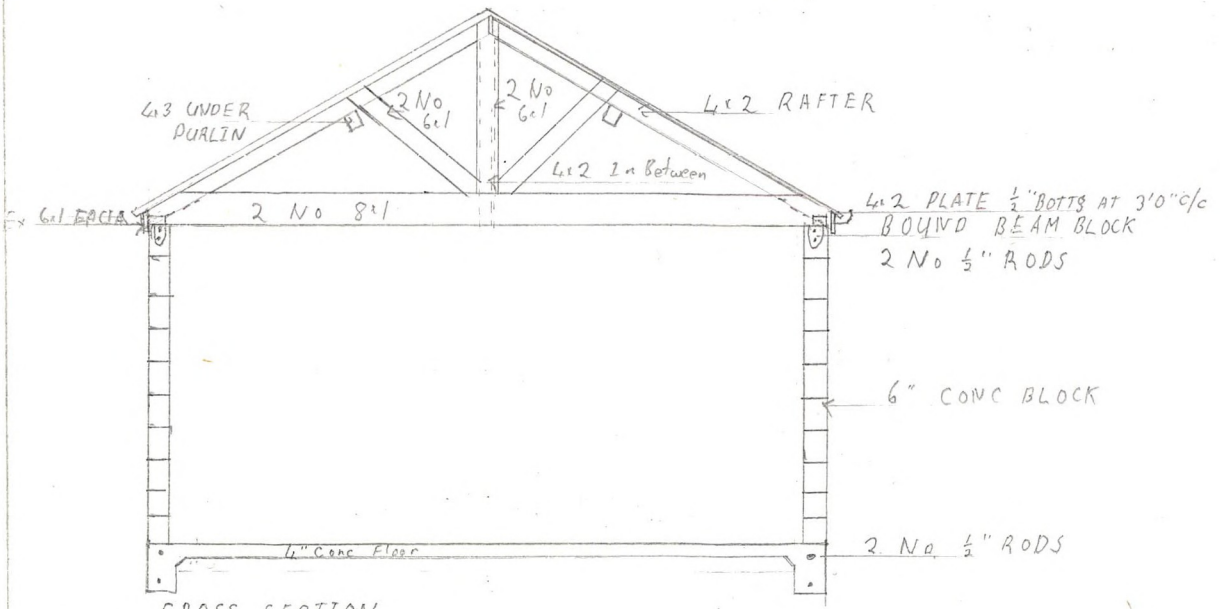 2 No
6x1
2 No
6x1
4x3 UNDER
PURLIN
4x2 RAFTER
4x2 In Between
6x1 FACIA
2 No 8x1
4x2 PLATE ½" BOTTS AT 3'0" c/c
BOUND BEAM BLOCK
2 No ½" RODS
6" CONC BLOCK
4" Conc Floor
2 No. ½" RODS
CROSS SECTION